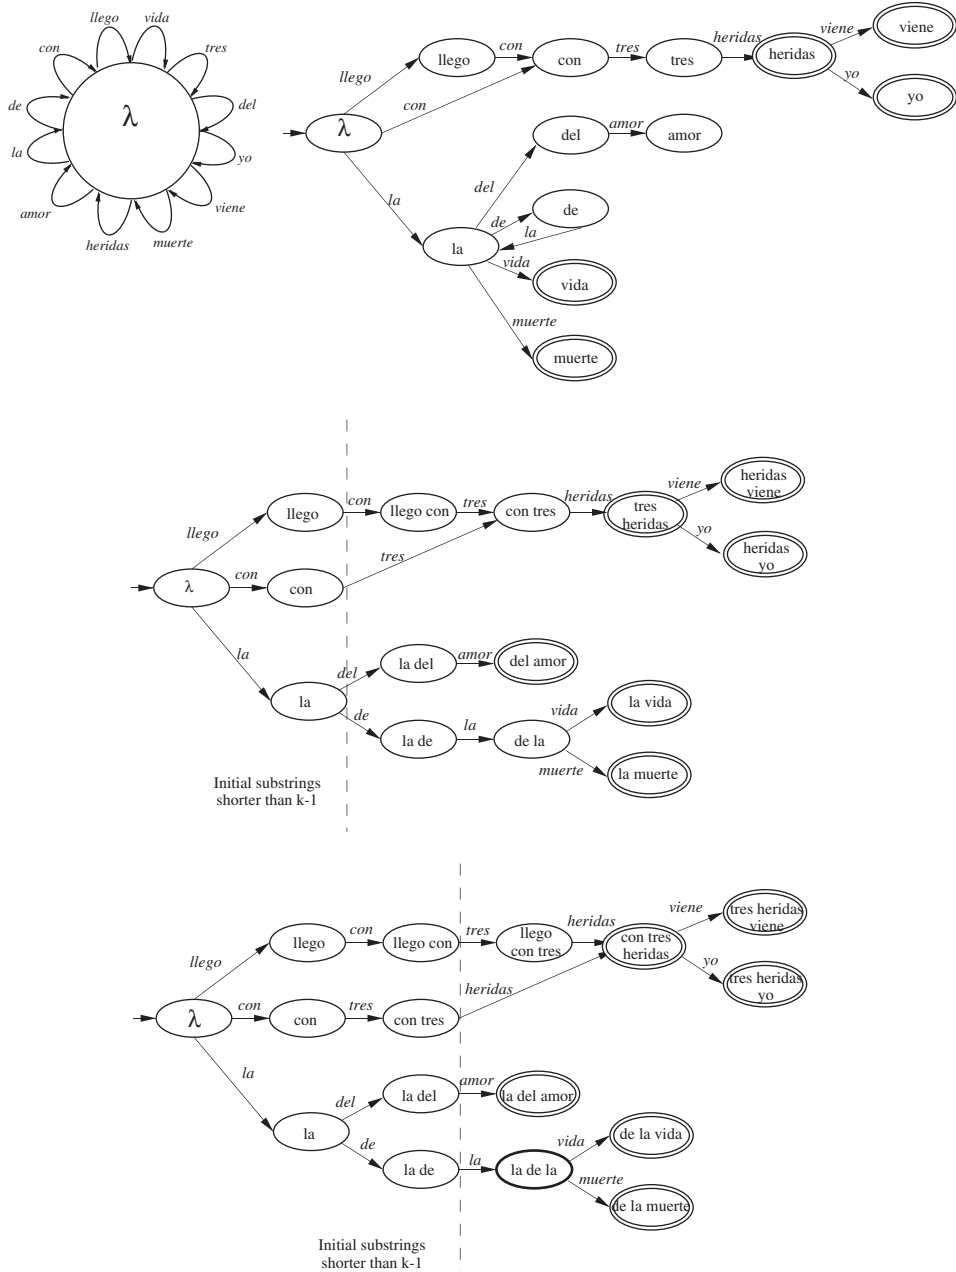 llego
vida
con
tres
de
λ
del
la
yo
amor
viene
heridas
muerte
llego
con
con
tres
tres
heridas
heridas
viene
viene
yo
yo
llego
con
λ
la
del
amor
amor
del
de
de
la
la
vida
vida
muerte
muerte
llego
llego
con
llego con
tres
con tres
heridas
tres
heridas
viene
heridas
viene
yo
heridas
yo
tres
λ
con
con
la
la
del
la del
amor
del amor
de
la de
la
de la
vida
la vida
muerte
la muerte
Initial substrings
shorter than k-1
llego
llego
con
llego con
tres
llego
con tres
heridas
con tres
heridas
viene
tres heridas
viene
yo
tres heridas
yo
λ
con
con
tres
con tres
heridas
la
la
del
la del
amor
la del amor
de
la de
la
la de la
vida
de la vida
muerte
de la muerte
Initial substrings
shorter than k-1